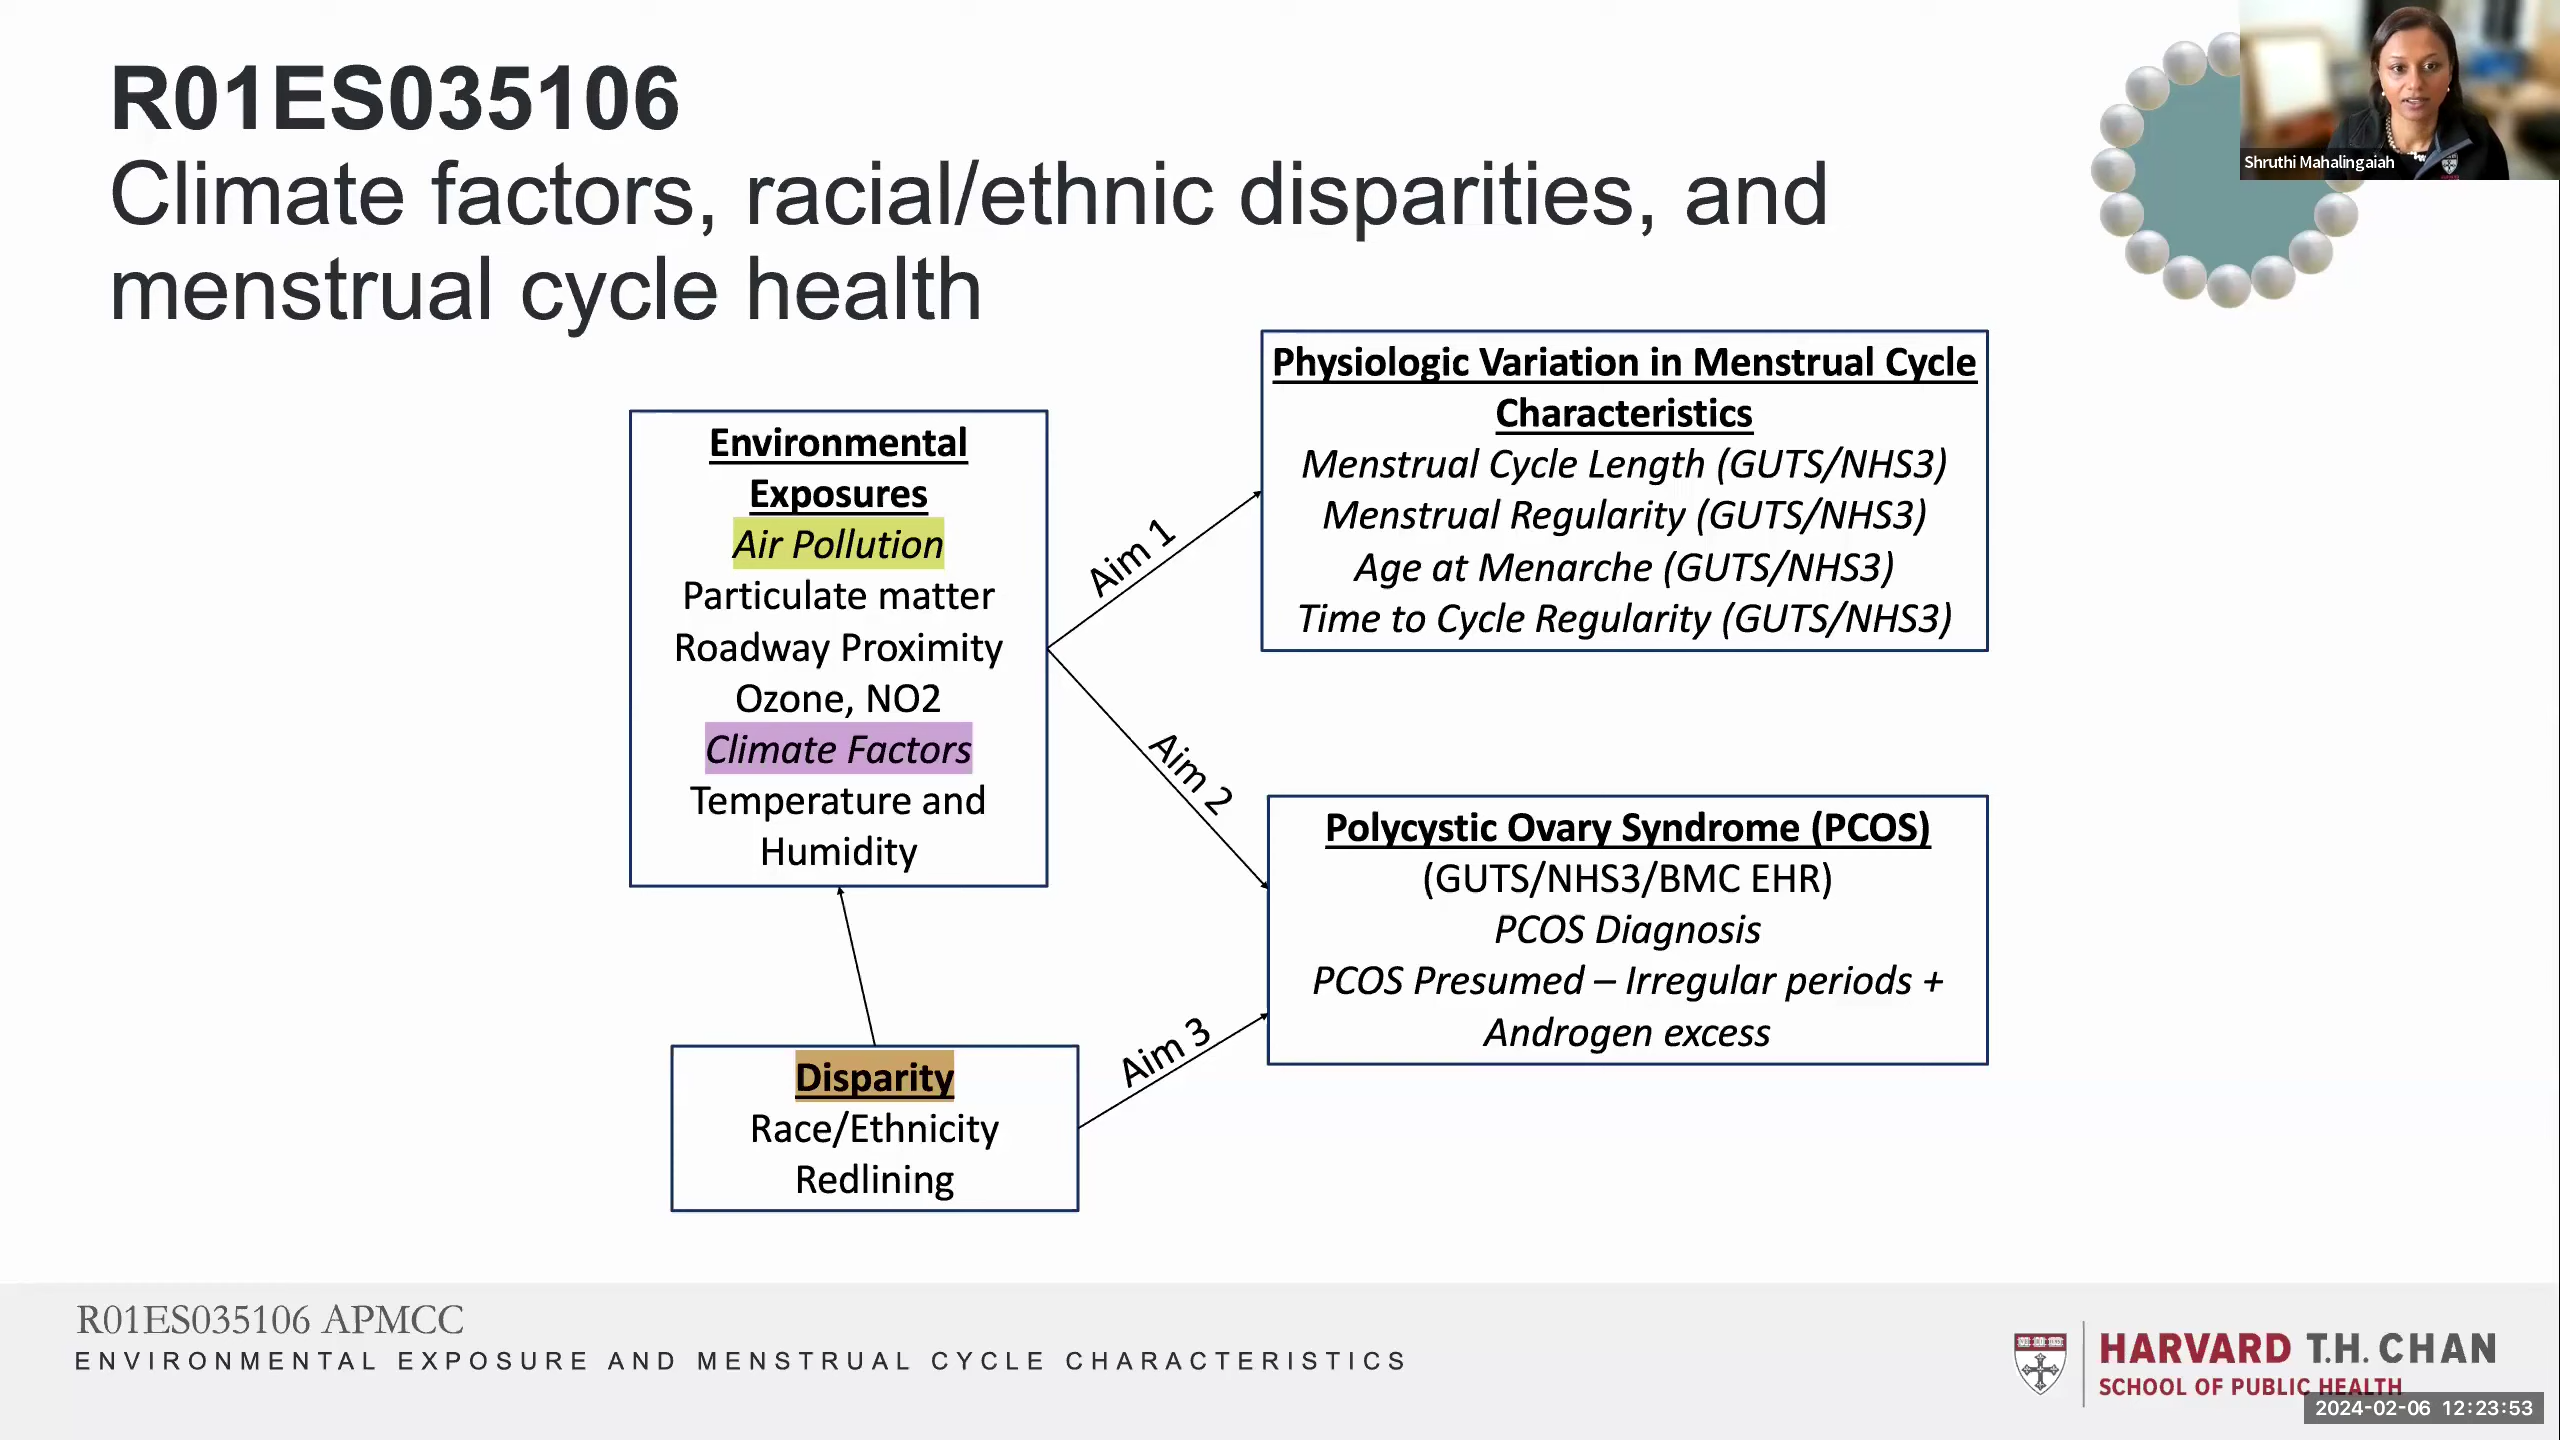 R01ES035106
Climate factors, racial/ethnic disparities, and
menstrual cycle health
Shruthi Mahalingaiah
Environmental
Exposures
Air Pollution
Particulate matter
Roadway Proximity
Ozone, NO2
Climate Factors
Temperature and
Humidity
Aim 1
Physiologic Variation in Menstrual Cycle
Characteristics
Menstrual Cycle Length (GUTS/NHS3)
Menstrual Regularity (GUTS/NHS3)
Age at Menarche (GUTS/NHS3)
Time to Cycle Regularity (GUTS/NHS3)
Aim 2
Polycystic Ovary Syndrome (PCOS)
(GUTS/NHS3/BMC EHR)
PCOS Diagnosis
PCOS Presumed – Irregular periods +
Androgen excess
Aim 3
Disparity
Race/Ethnicity
Redlining
R01ES035106 APMCC
ENVIRONMENTAL EXPOSURE AND MENSTRUAL CYCLE CHARACTERISTICS
HARVARD T.H. CHAN
SCHOOL OF PUBLIC HEALTH
2024-02-06 12:23:53